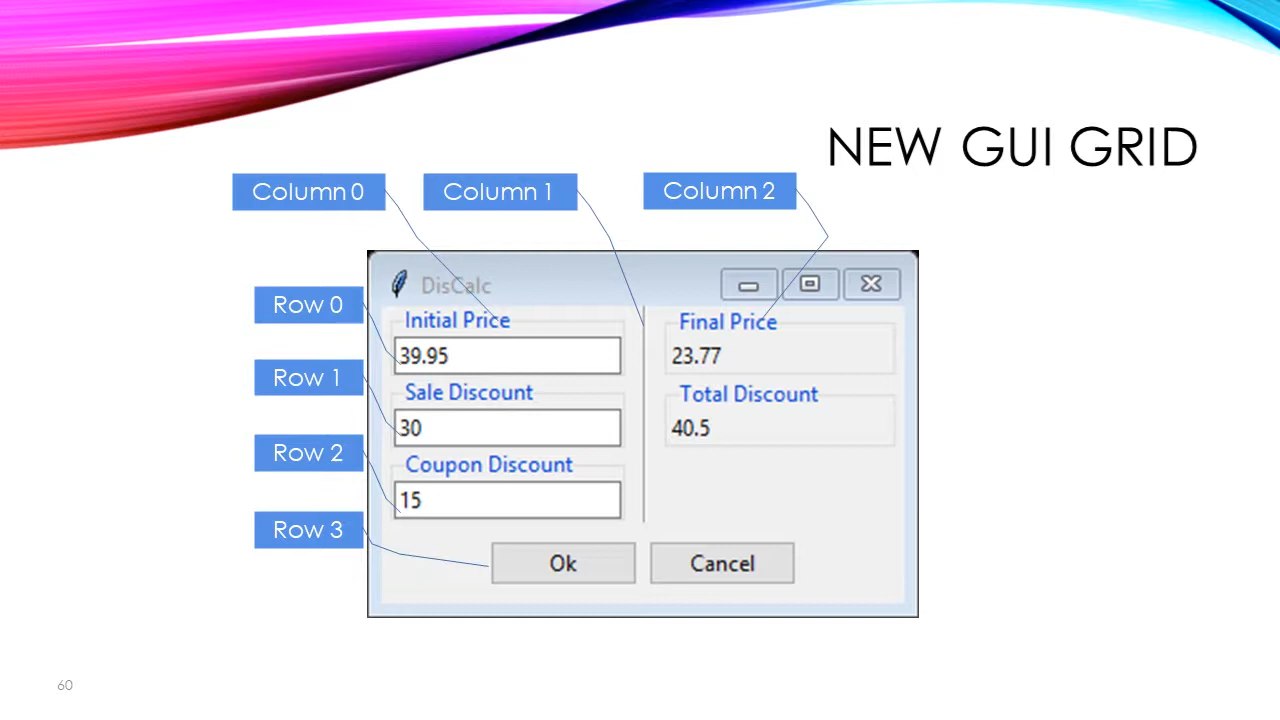 NEW GUI GRID
Column 0
Column 1
Column 2
Row 0
Row 1
Row 2
Row 3
DisCalc
Initial Price
39.95
Sale Discount
30
Coupon Discount
15
Final Price
23.77
Total Discount
40.5
Ok
Cancel
60